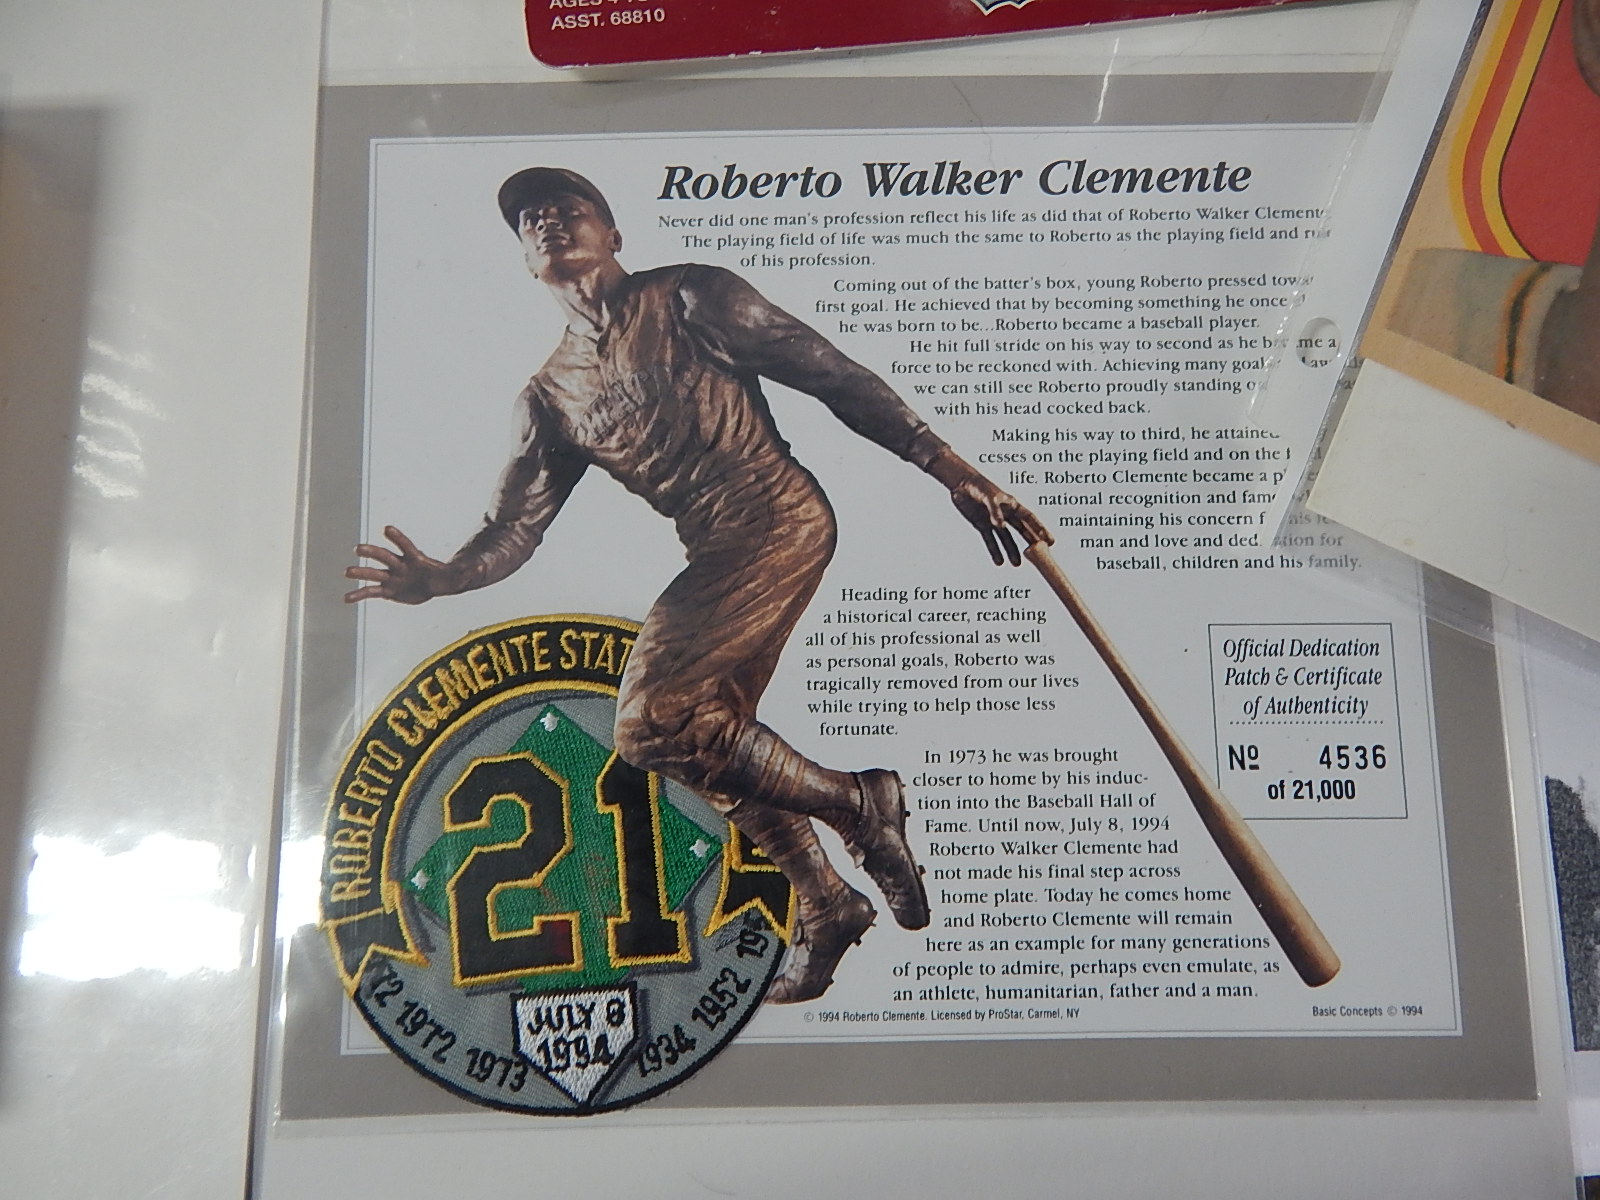 ASST. 68810
Roberto Walker Clemente
Never did one man's profession reflect his life as did that of Roberto Walker Clemente
The playing field of life was much the same to Roberto as the playing field and
of his profession.
Coming out of the batter's box, young Roberto pressed
first goal. He achieved that by becoming something he once
he was born to be...Roberto became a baseball player.
He hit full stride on his way to second as he became a
force to be reckoned with. Achieving many
we can still see Roberto proudly standing
with his head cocked back.
Making his way to third, he
cesses on the playing field and on the
life. Roberto Clemente became a
national recognition and
maintaining his concern
man and love and for
baseball, children and his family.
Heading for home after
a historical career, reaching
all of his professional as well
as personal goals, Roberto was
tragically removed from our lives
while trying to help those less
fortunate.
In 1973 he was brought
closer to home by his induc-
tion into the Baseball Hall of
Fame. Until now, July 8, 1994
Roberto Walker Clemente had
not made his final step across
home plate. Today he comes home
and Roberto Clemente will remain
here as an example for many generations
of people to admire, perhaps even emulate, as
an athlete, humanitarian, father and a man.
© 1994 Roberto Clemente. Licensed by ProStar, Carmel, NY
Basic Concepts © 1994
Official Dedication
Patch & Certificate
of Authenticity
Nº 4536
of 21,000
ROBERTO CLEMENTE STAT
21
JULY 8
1994
72 1972 1973
1934 1952 19